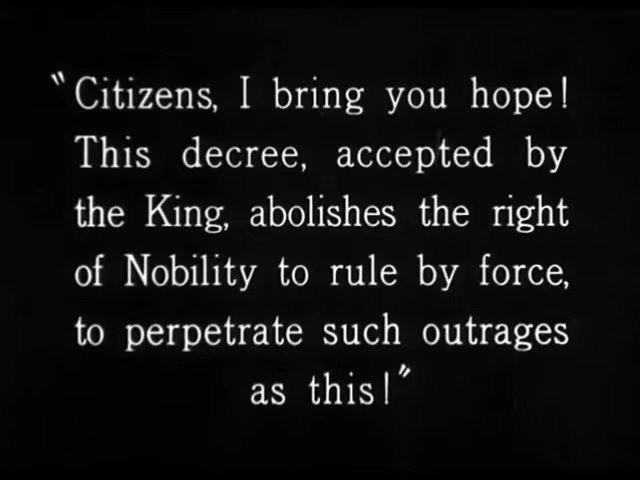 "Citizens, I bring you hope!
This decree, accepted by
the King, abolishes the right
of Nobility to rule by force,
to perpetrate such outrages
as this!"